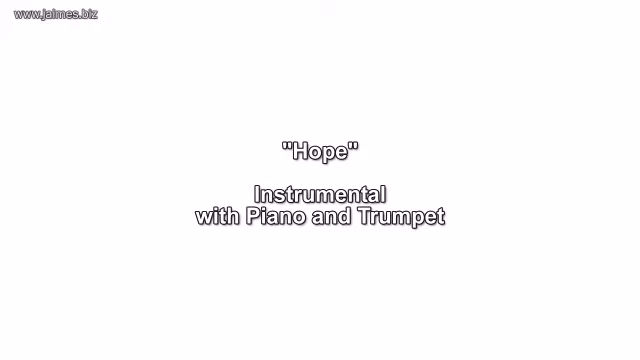 www.jaimes.biz
"Hope"
Instrumental
with Piano and Trumpet